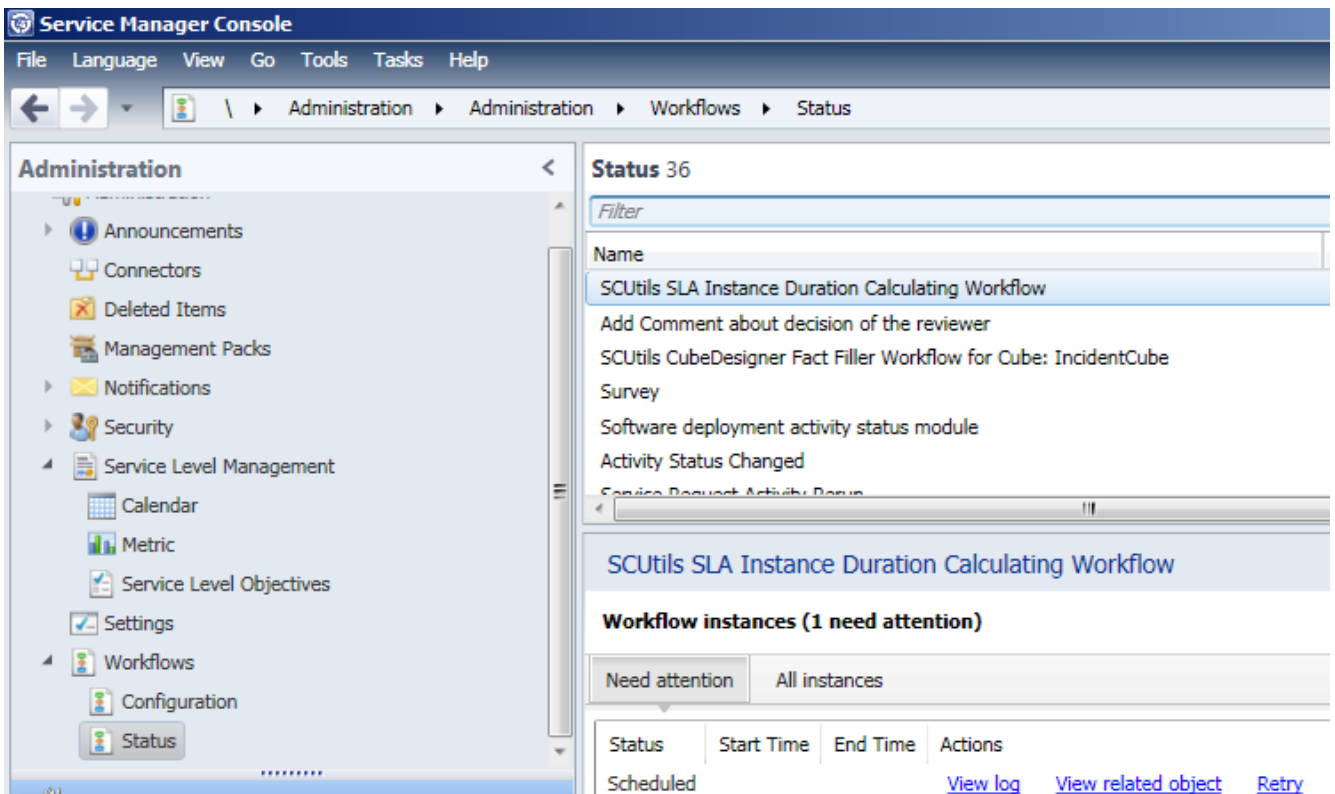 Service Manager Console
File Language View Go Tools Tasks Help
\ Administration Administration Workflows Status
Administration
Administration
Announcements
Connectors
Deleted Items
Management Packs
Notifications
Security
Service Level Management
Calendar
Metric
Service Level Objectives
Settings
Workflows
Configuration
Status
Status 36
Filter
Name
SCUtils SLA Instance Duration Calculating Workflow
Add Comment about decision of the reviewer
SCUtils CubeDesigner Fact Filler Workflow for Cube: IncidentCube
Survey
Software deployment activity status module
Activity Status Changed
Service Request Activity Rerun
SCUtils SLA Instance Duration Calculating Workflow
Workflow instances (1 need attention)
Need attention All instances
Status Start Time End Time Actions
Scheduled View log View related object Retry